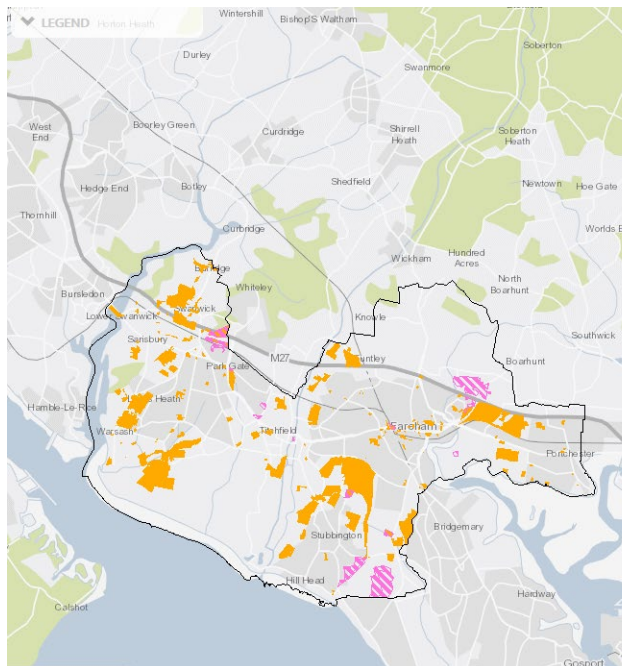 LEGEND
Horton Heath
Wintershill
Bishop|S Waltham
Durley
Soberton
Swanmore
West
End
Boorley Green
Curdridge
Shirrell
Heath
Soberton
Heath
Hedge End
Botley
Shedfield
Newtown
Hoe Gate
Thornhill
Curbridge
Worlds E
Wickham
Hundred
Acres
Burridge
Bursledon
Whiteley
North
Boarhunt
Lower Swanwick
Swanwick
Knowle
Southwick
Sarisbury
M27
Funtley
Boarhunt
Park Gate
Locks Heath
Hamble-Le-Rice
Warsash
Titchfield
Fareham
Portchester
Bridgemary
Stubbington
Hill Head
Hardway
Calshot
Gosport